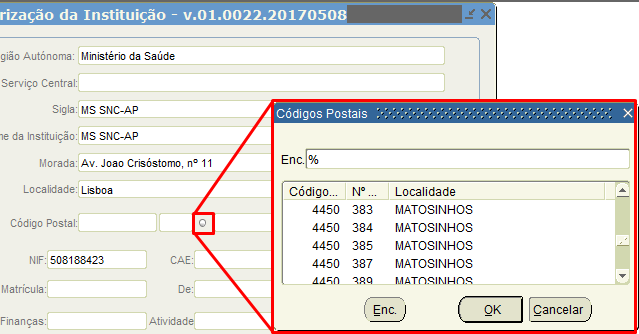 rização da Instituição - v.01.0022.20170508
gião Autónoma: Ministério da Saúde
Serviço Central:
Sigla: MS SNC-AP
me da Instituição: MS SNC-AP
Morada: Av. Joao Crisóstomo, nº 11
Localidade: Lisboa
Código Postal:
NIF: 508188423 CAE:
Matrícula: De:
Finanças: Atividade
Códigos Postais
Enc. %
Código... Nº ... Localidade
4450 383 MATOSINHOS
4450 384 MATOSINHOS
4450 385 MATOSINHOS
4450 387 MATOSINHOS
4450 389 MATOSINHOS
Enc. OK Cancelar